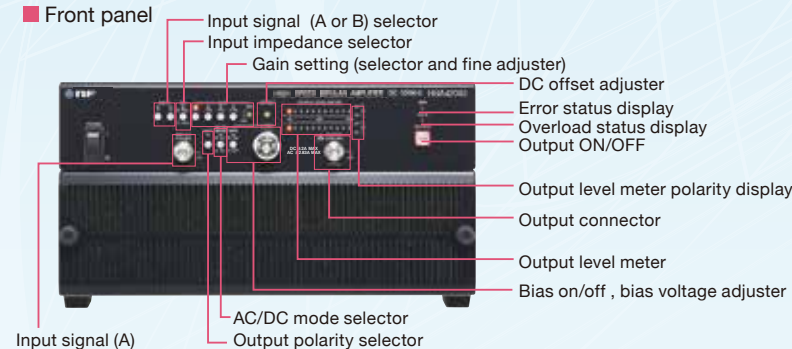 Front panel
Input signal (A or B) selector
Input impedance selector
Gain setting (selector and fine adjuster)
DC offset adjuster
Error status display
Overload status display
Output ON/OFF
Output level meter polarity display
Output connector
Output level meter
Bias on/off , bias voltage adjuster
AC/DC mode selector
Output polarity selector
Input signal (A)